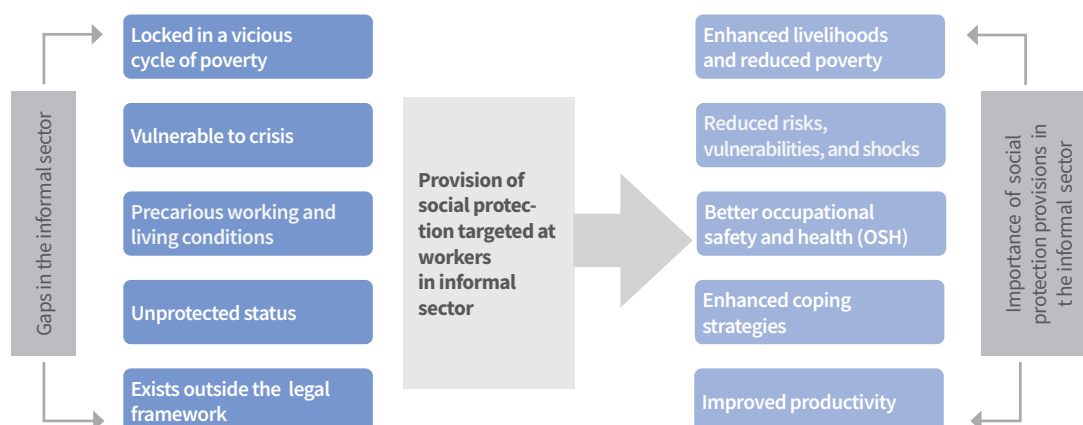 Gaps in the informal sector
Locked in a vicious
cycle of poverty
Vulnerable to crisis
Precarious working and
living conditions
Unprotected status
Exists outside the legal
framework
Provision of
social protec-
tion targeted at
workers
in informal
sector
Enhanced livelihoods
and reduced poverty
Reduced risks,
vulnerabilities, and shocks
Better occupational
safety and health (OSH)
Enhanced coping
strategies
Improved productivity
Importance of social
protection provisions in
t he informal sector